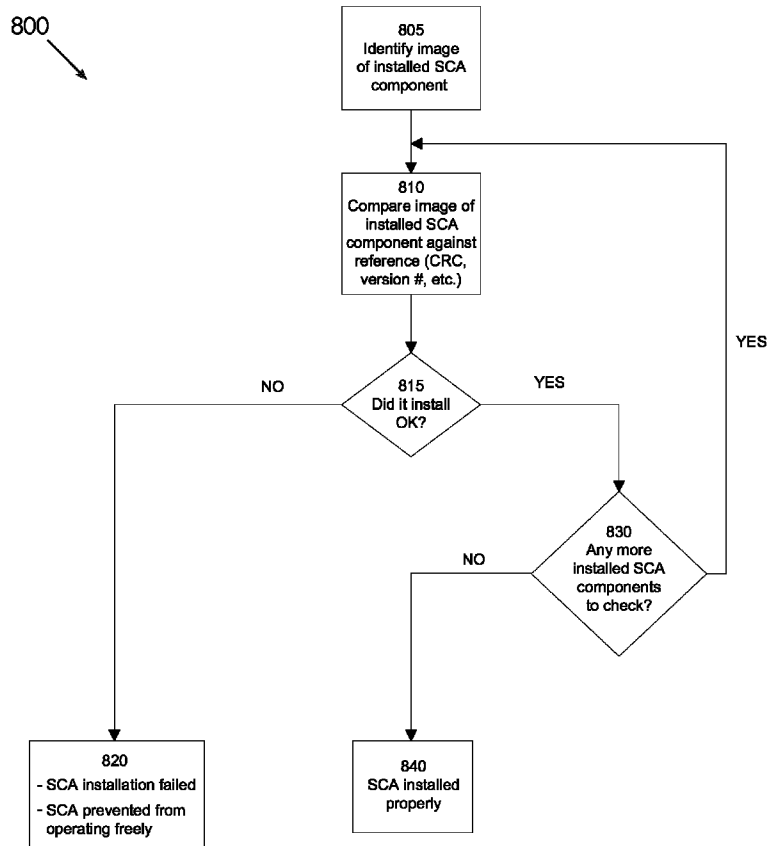 800
805
Identify image
of installed SCA
component
810
Compare image of
installed SCA
component against
reference (CRC,
version #, etc.)
YES
815
Did it install
OK?
NO
YES
830
Any more
installed SCA
components
to check?
NO
820
- SCA installation failed
- SCA prevented from
operating freely
840
SCA installed
properly